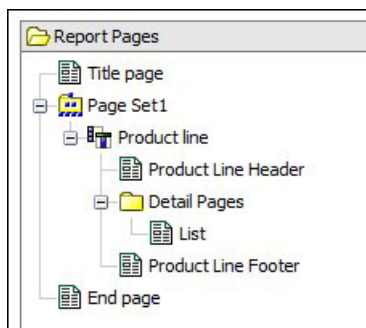 Report Pages
Title page
Page Set1
Product line
Product Line Header
Detail Pages
List
Product Line Footer
End page